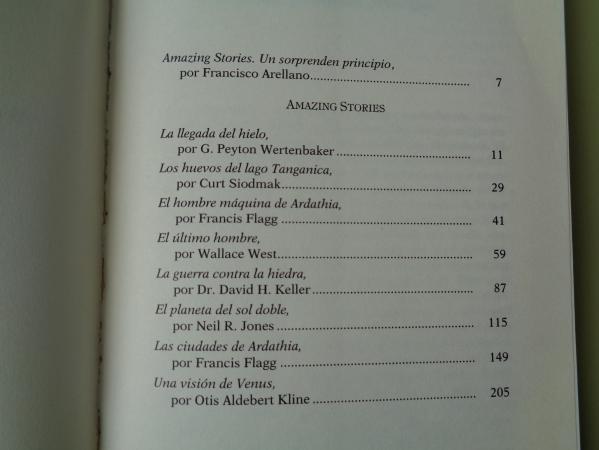 Amazing Stories. Un sorprenden principio,
por Francisco Arellano.......................................... 7
AMAZING STORIES
La llegada del hielo,
por G. Peyton Wertenbaker .................................. 11
Los huevos del lago Tanganica,
por Curt Siodmak................................................ 29
El hombre máquina de Ardathia,
por Francis Flagg ................................................ 41
El último hombre,
por Wallace West................................................ 59
La guerra contra la hiedra,
por Dr. David H. Keller ........................................ 87
El planeta del sol doble,
por Neil R. Jones ................................................ 115
Las ciudades de Ardathia,
por Francis Flagg ................................................ 149
Una visión de Venus,
por Otis Aldebert Kline ........................................ 205